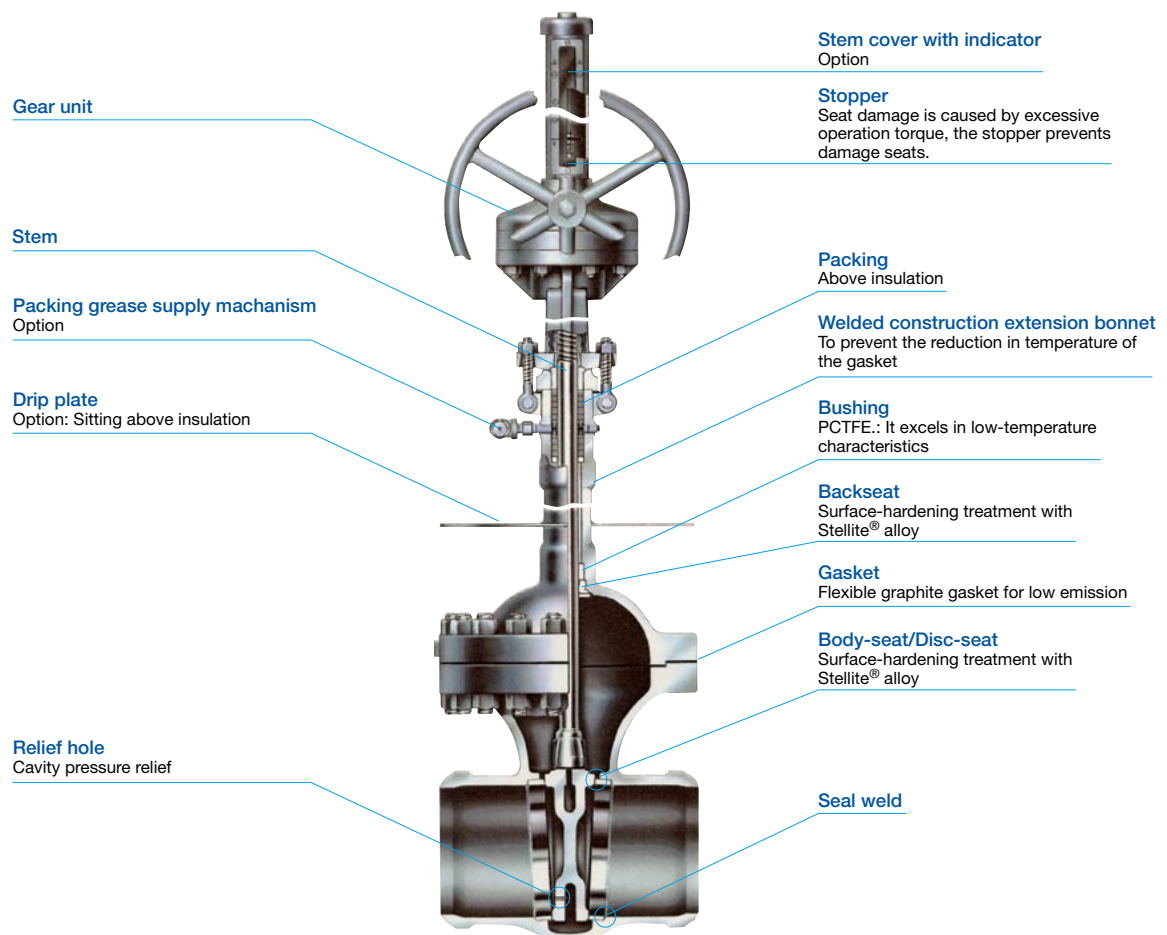 Gear unit
Stem
Packing grease supply machanism
Option
Drip plate
Option: Sitting above insulation
Relief hole
Cavity pressure relief
Stem cover with indicator
Option
Stopper
Seat damage is caused by excessive
operation torque, the stopper prevents
damage seats.
Packing
Above insulation
Welded construction extension bonnet
To prevent the reduction in temperature of
the gasket
Bushing
PCTFE.: It excels in low-temperature
characteristics
Backseat
Surface-hardening treatment with
Stellite® alloy
Gasket
Flexible graphite gasket for low emission
Body-seat/Disc-seat
Surface-hardening treatment with
Stellite® alloy
Seal weld